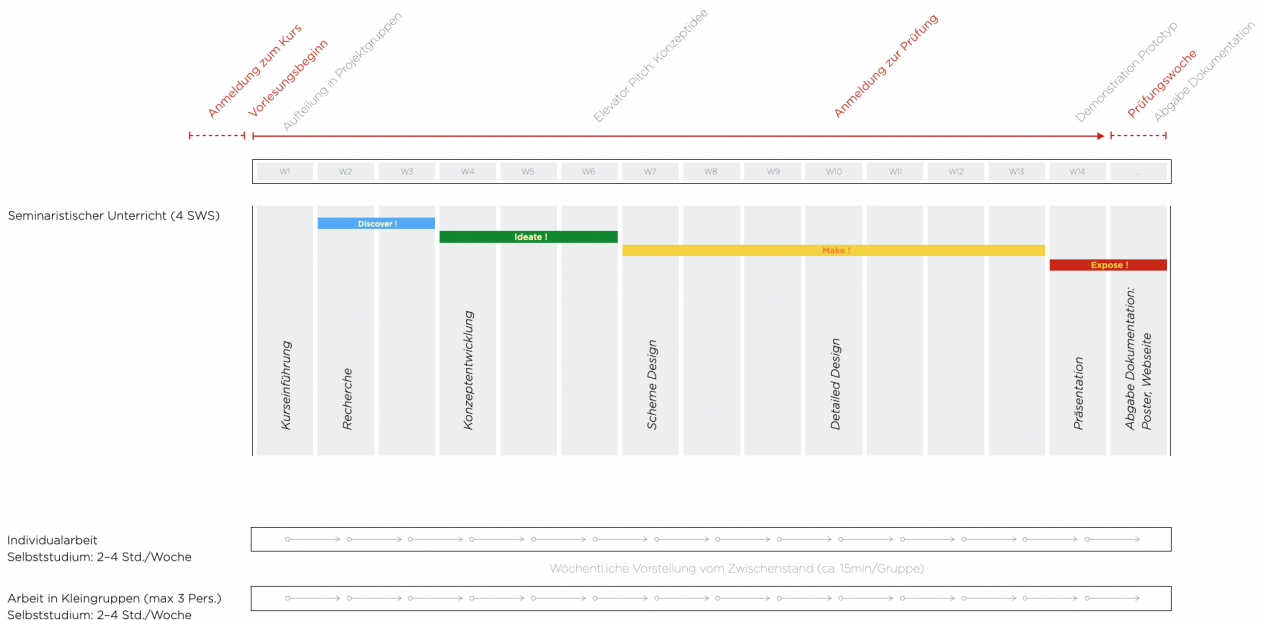 Anmeldung zum Kurs
Vorlesungsbeginn
Aufteilung in Projektgruppen
Elevator Pitch: Konzeptidee
Anmeldung zur Prüfung
Demonstration Prototyp
Prüfungswoche
Abgabe Dokumentation
W1 W2 W3 W4 W5 W6 W7 W8 W9 W10 W11 W12 W13 W14 ..
Seminaristischer Unterricht (4 SWS)
Discover !
Ideate !
Make !
Expose !
Kurseinführung
Recherche
Konzeptentwicklung
Scheme Design
Detailed Design
Präsentation
Abgabe Dokumentation:
Poster, Webseite
Individualarbeit
Selbststudium: 2–4 Std./Woche
Wöchentliche Vorstellung vom Zwischenstand (ca. 15min/Gruppe)
Arbeit in Kleingruppen (max 3 Pers.)
Selbststudium: 2–4 Std./Woche